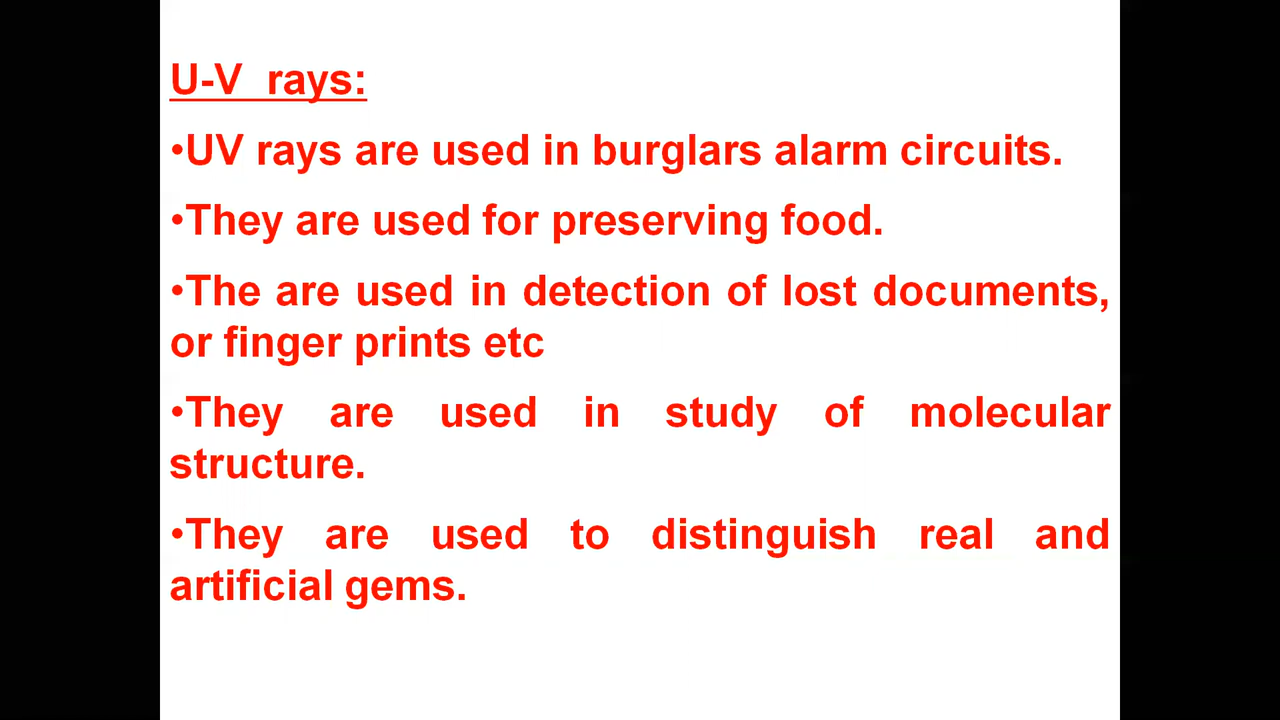 U-V rays:
•UV rays are used in burglars alarm circuits.
•They are used for preserving food.
•The are used in detection of lost documents,
or finger prints etc
•They are used in study of molecular
structure.
•They are used to distinguish real and
artificial gems.